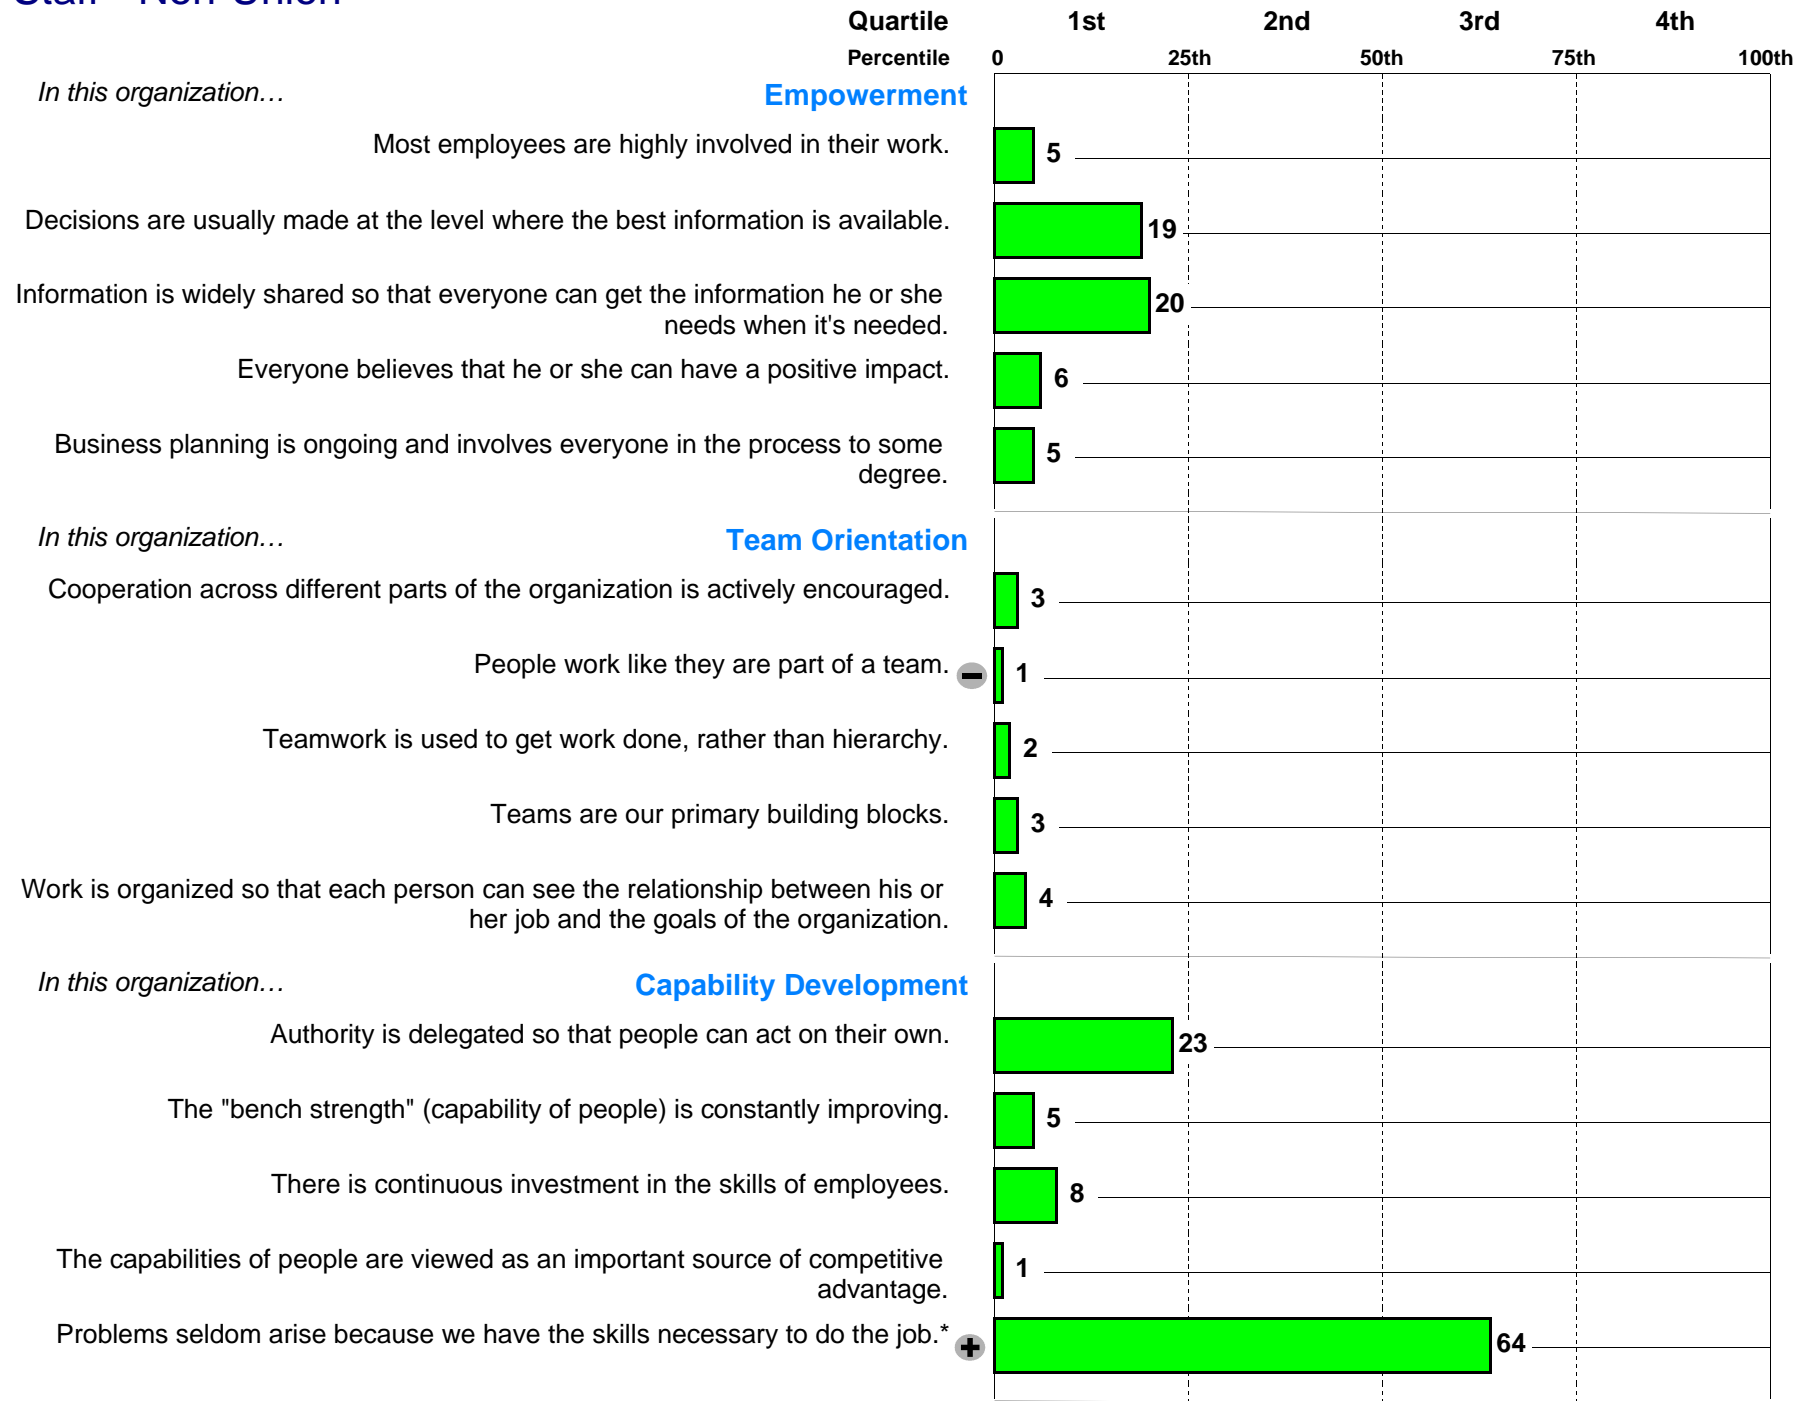 Quartile 1st 2nd 3rd 4th
Percentile 0 25th 50th 75th 100th
In this organization… Empowerment
Most employees are highly involved in their work. 5
Decisions are usually made at the level where the best information is available. 19
Information is widely shared so that everyone can get the information he or she
needs when it's needed. 20
Everyone believes that he or she can have a positive impact. 6
Business planning is ongoing and involves everyone in the process to some
degree. 5
In this organization… Team Orientation
Cooperation across different parts of the organization is actively encouraged. 3
People work like they are part of a team. 1
Teamwork is used to get work done, rather than hierarchy. 2
Teams are our primary building blocks. 3
Work is organized so that each person can see the relationship between his or
her job and the goals of the organization. 4
In this organization… Capability Development
Authority is delegated so that people can act on their own. 23
The "bench strength" (capability of people) is constantly improving. 5
There is continuous investment in the skills of employees. 8
The capabilities of people are viewed as an important source of competitive
advantage. 1
Problems seldom arise because we have the skills necessary to do the job.* 64